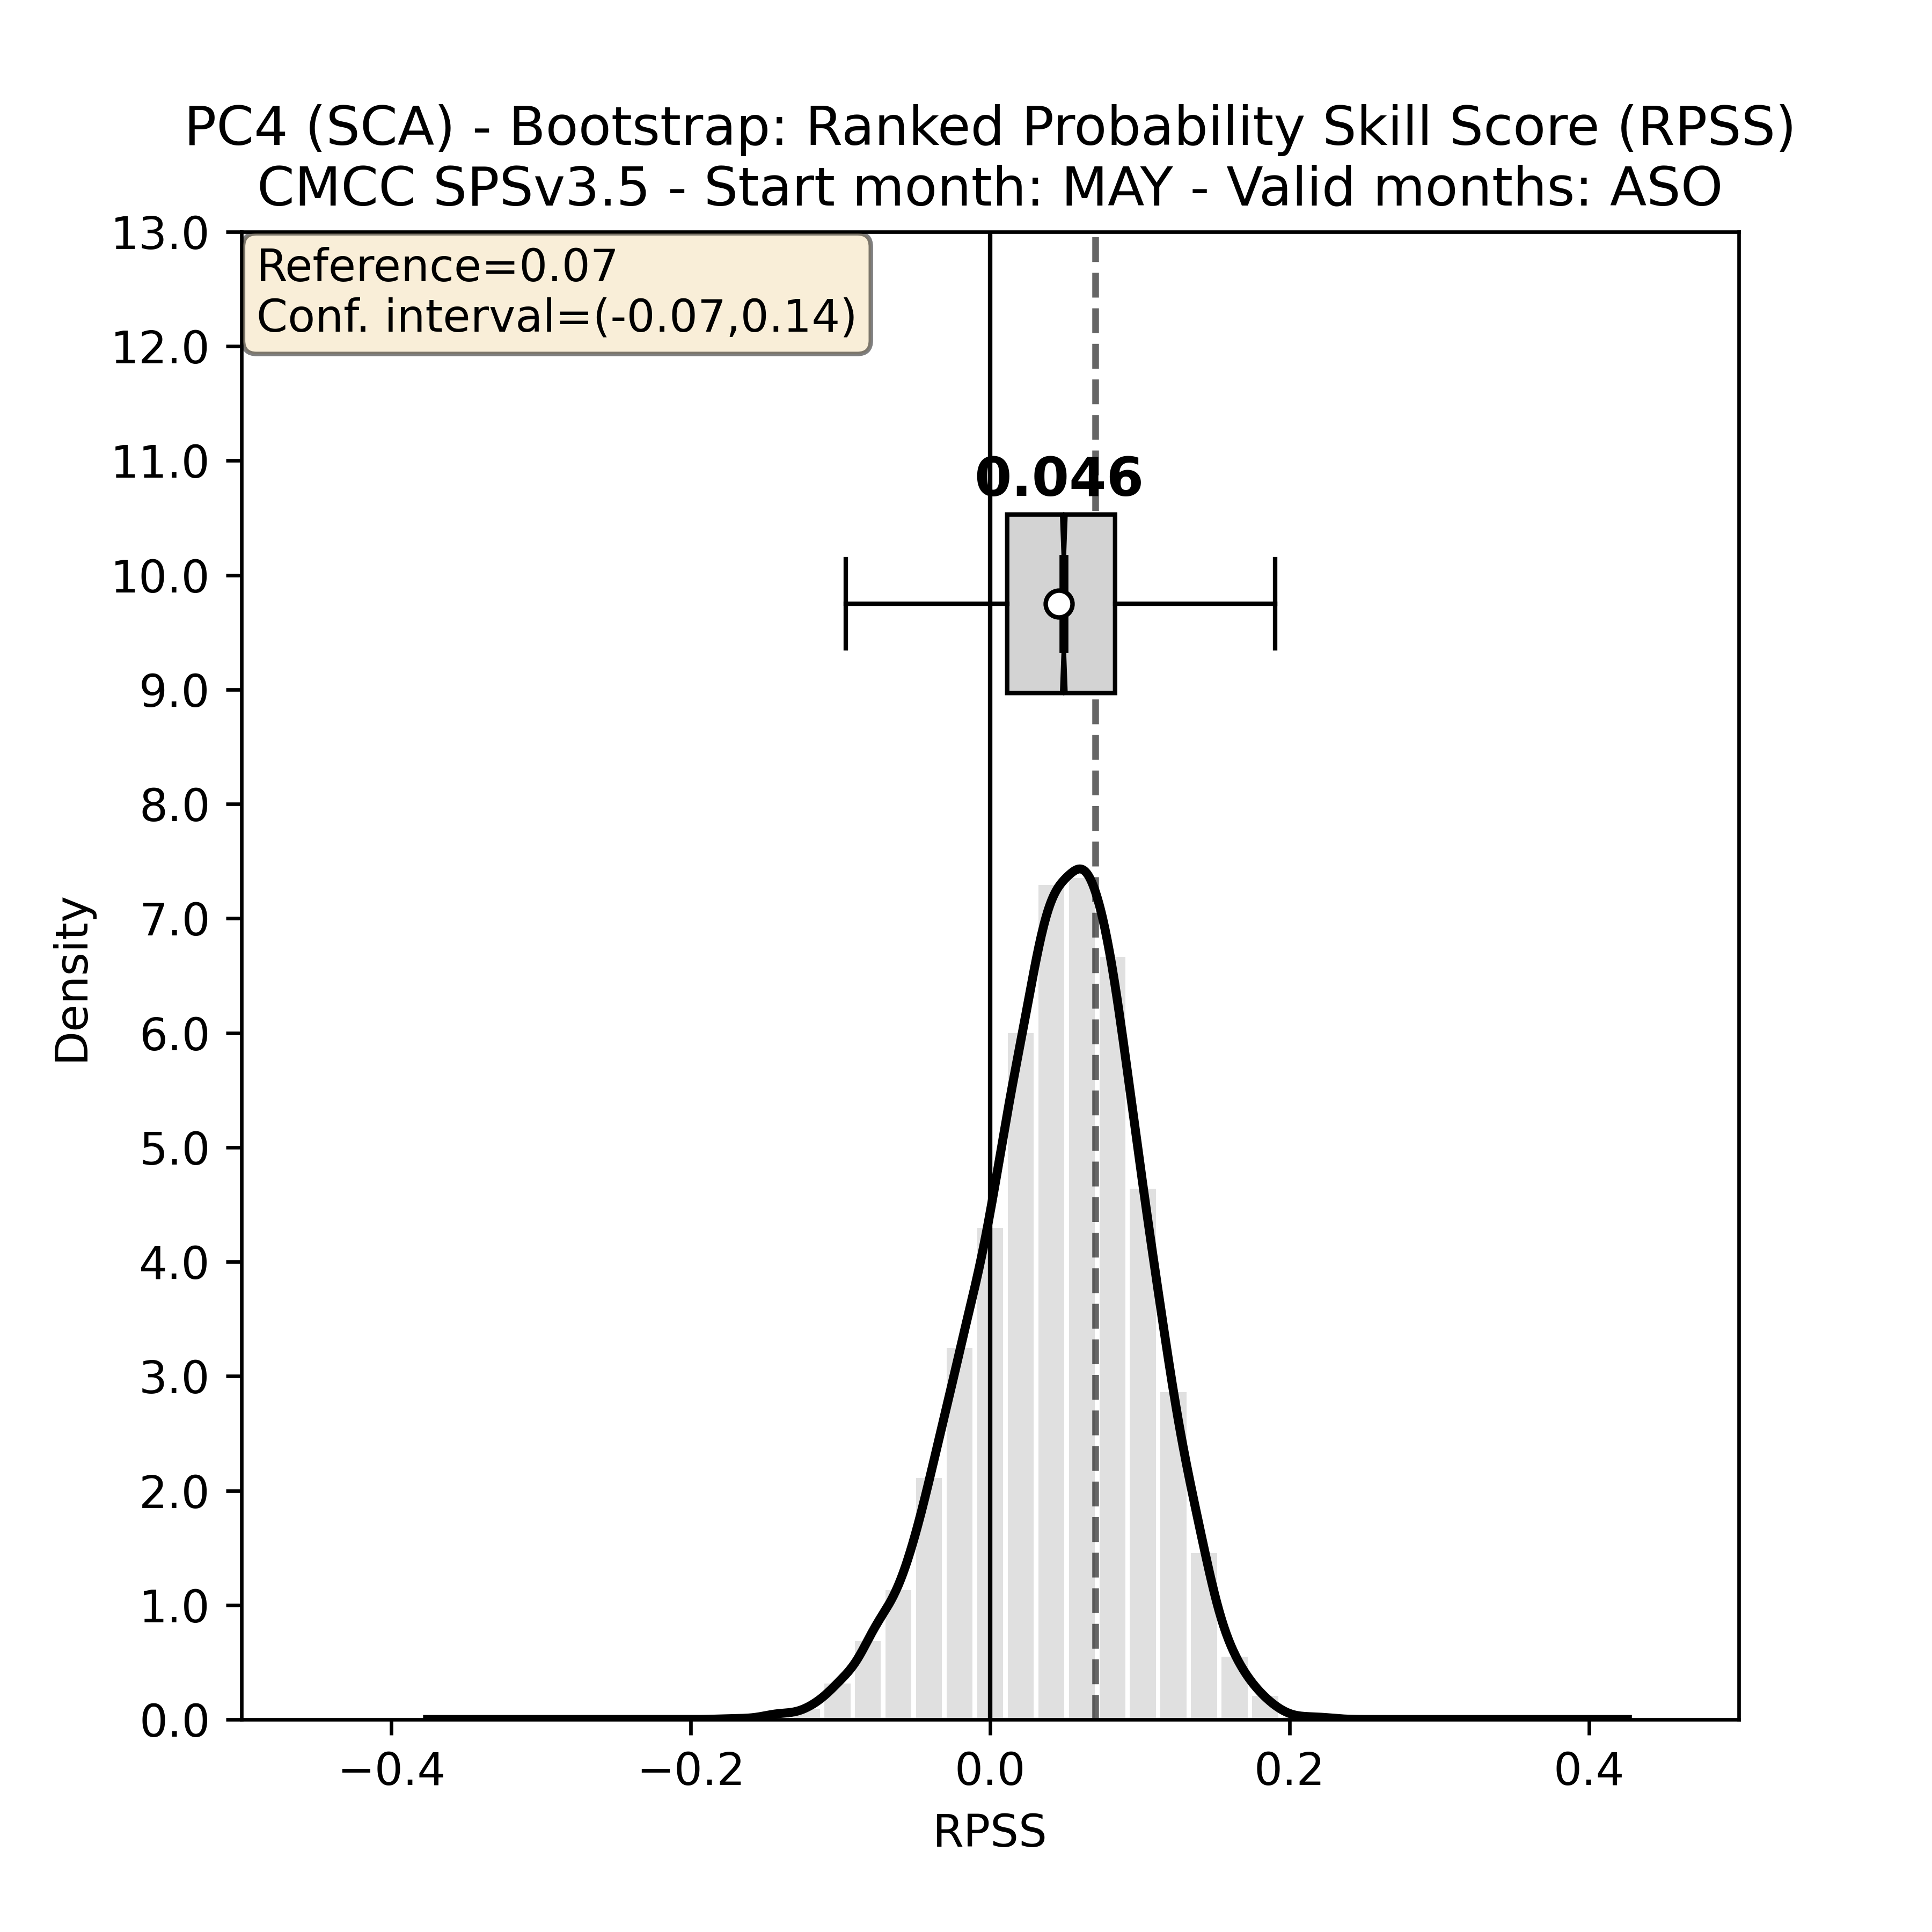 PC4 (SCA) - Bootstrap: Ranked Probability Skill Score (RPSS)
CMCC SPSv3.5 - Start month: MAY - Valid months: ASO
Reference=0.07
Conf. interval=(-0.07,0.14)
0.046
Density
13.0
12.0
11.0
10.0
9.0
8.0
7.0
6.0
5.0
4.0
3.0
2.0
1.0
0.0
−0.4 −0.2 0.0 0.2 0.4
RPSS